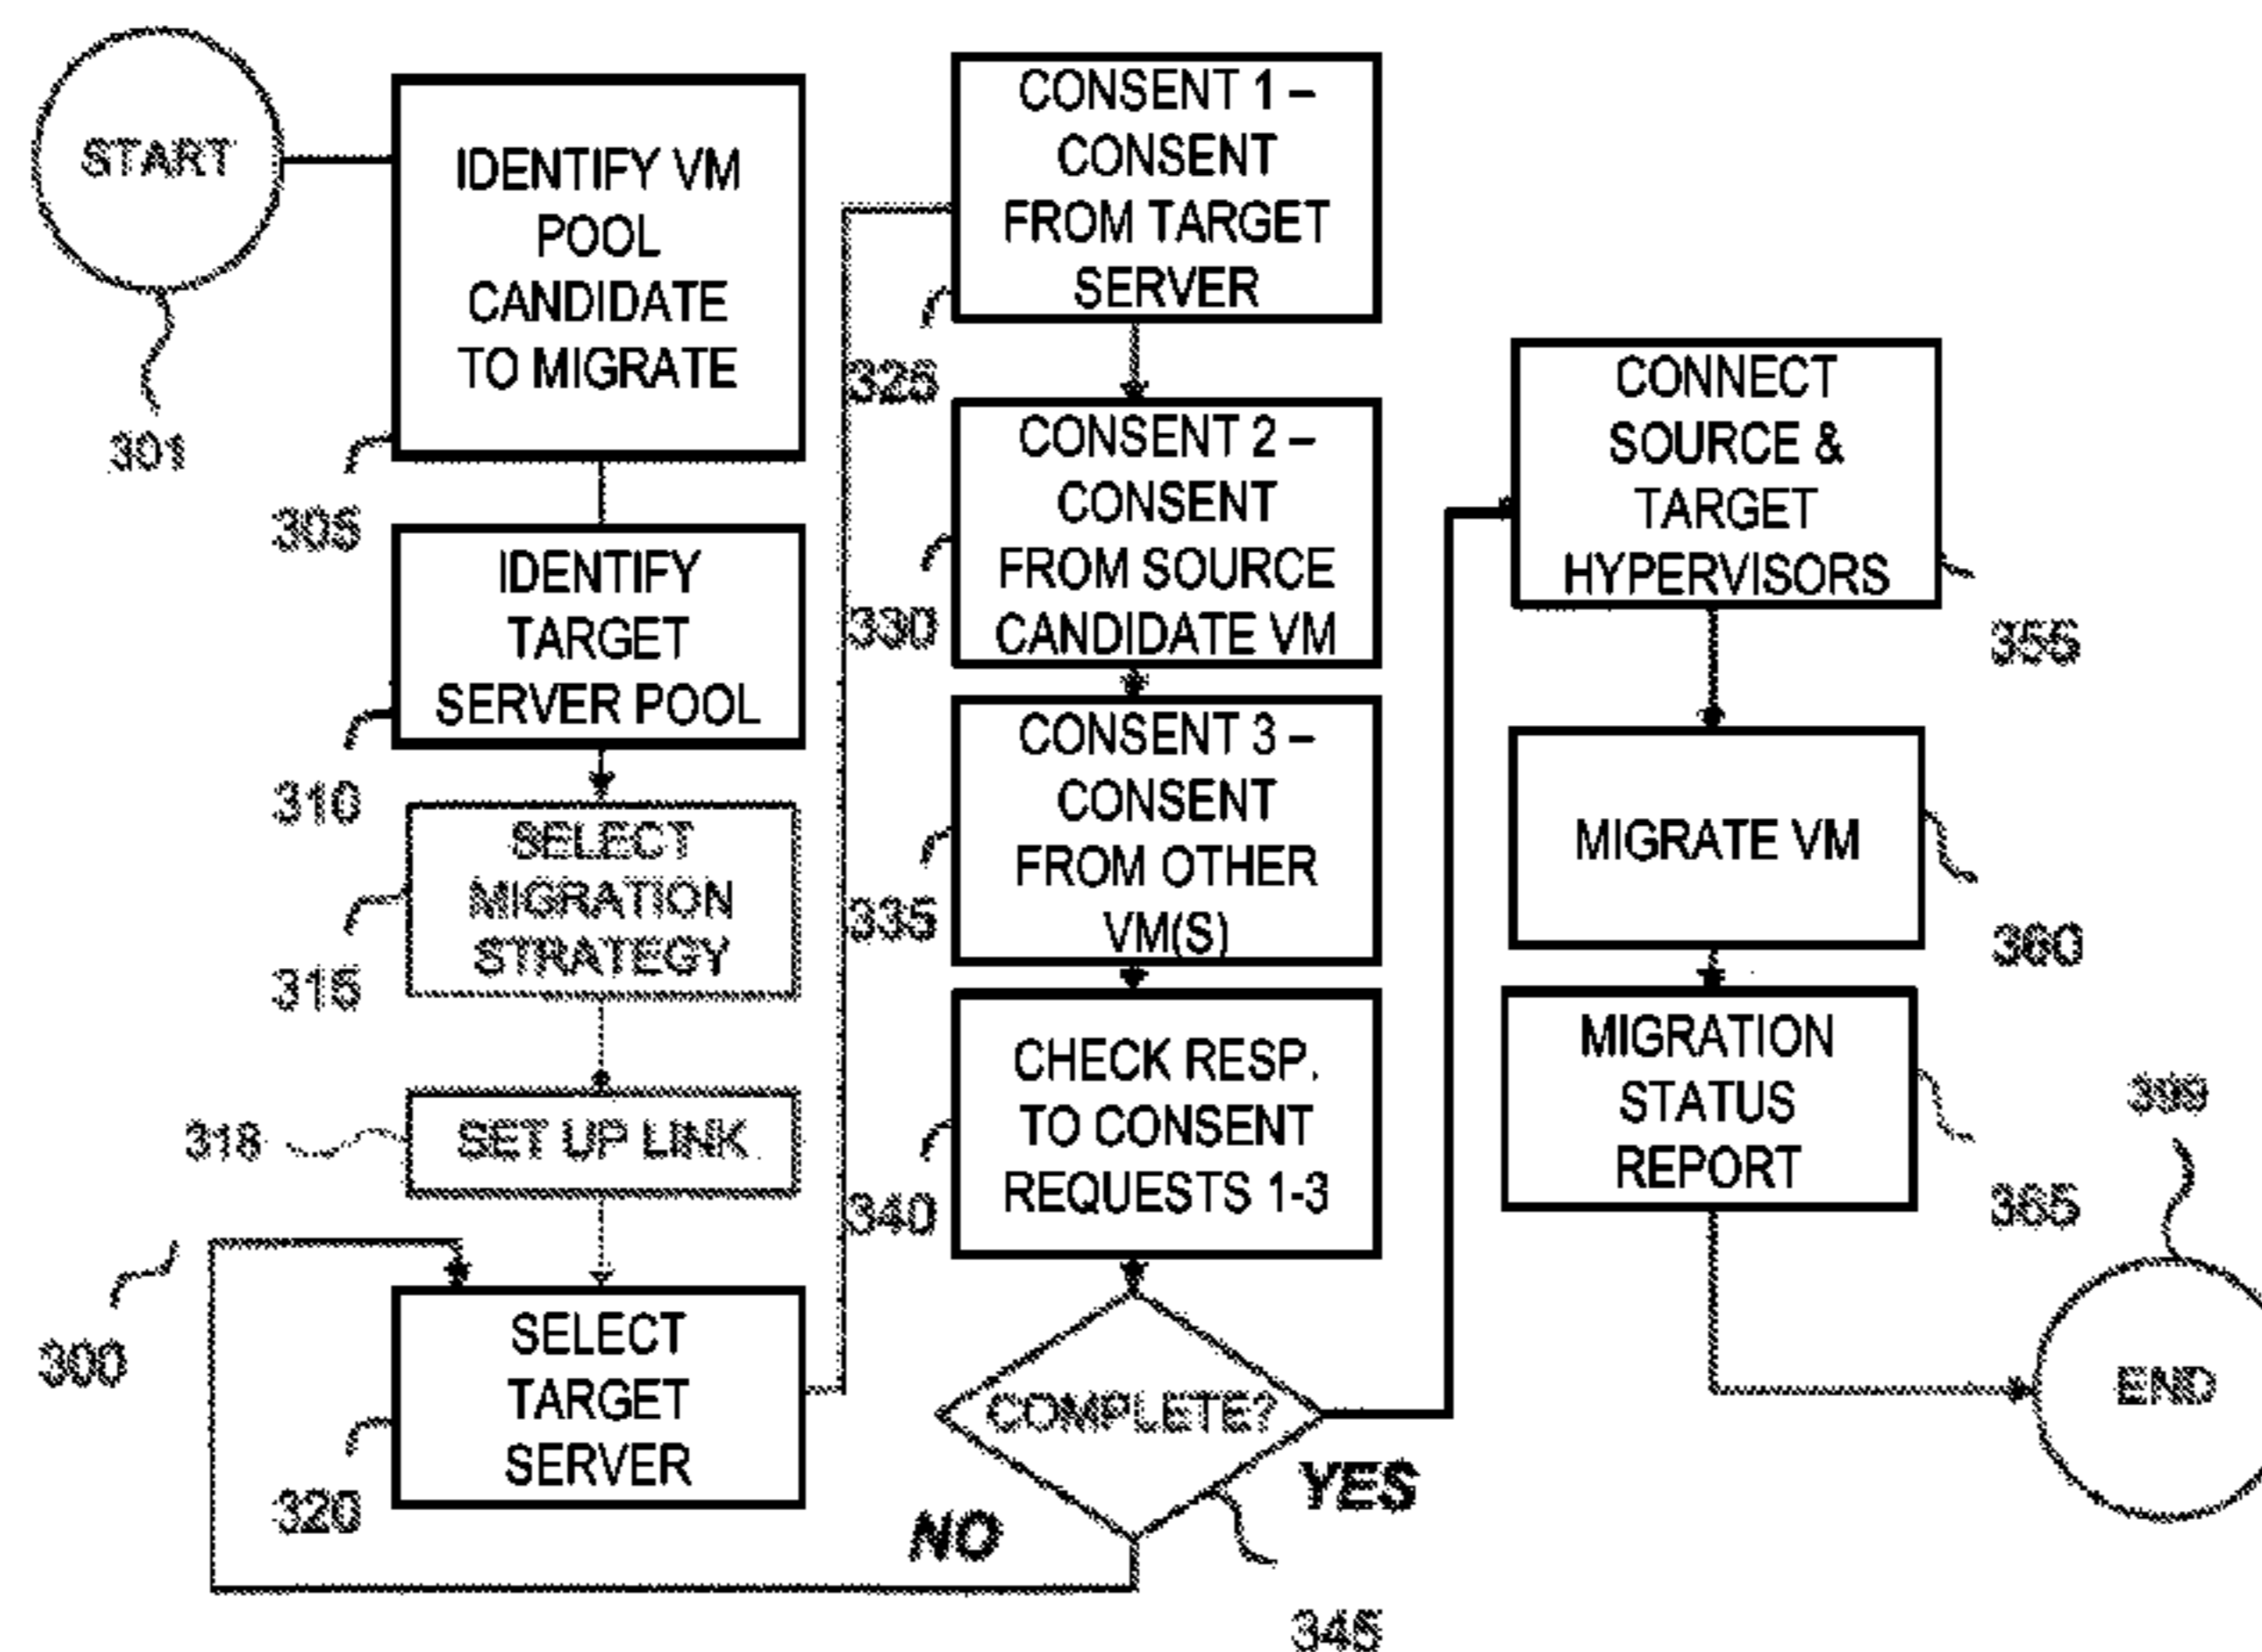 START
301
IDENTIFY VM
POOL
CANDIDATE
TO MIGRATE
305
IDENTIFY
TARGET
SERVER POOL
310
SELECT
MIGRATION
STRATEGY
315
318
SET UP LINK
300
SELECT
TARGET
SERVER
320
CONSENT 1 –
CONSENT
FROM TARGET
SERVER
325
CONSENT 2 –
CONSENT
FROM SOURCE
CANDIDATE VM
330
CONSENT 3 –
CONSENT
FROM OTHER
VM(S)
335
CHECK RESP.
TO CONSENT
REQUESTS 1-3
340
COMPLETE?
YES
NO
345
CONNECT
SOURCE &
TARGET
HYPERVISORS
355
MIGRATE VM
360
MIGRATION
STATUS
REPORT
365
399
END